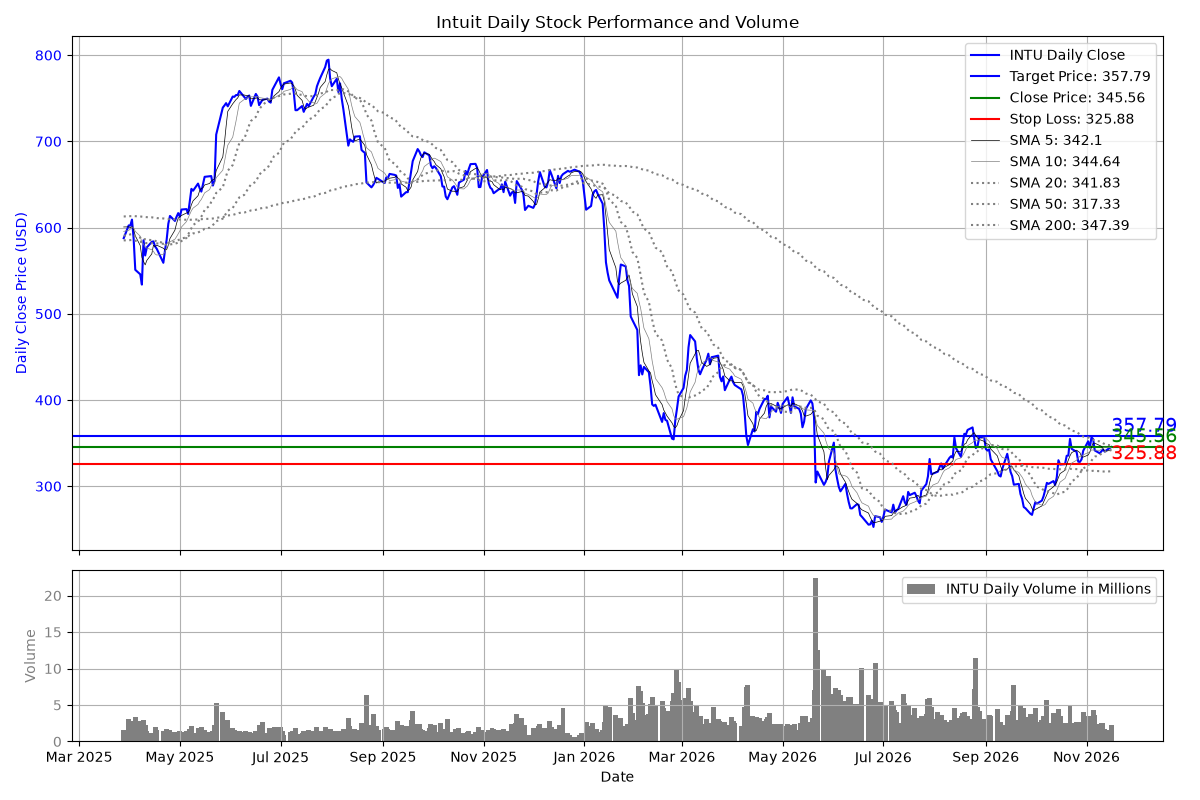 Intuit Daily Stock Performance and Volume
800
700
600
500
400
300
Daily Close Price (USD)
INTU Daily Close
Target Price: 357.79
Close Price: 345.56
Stop Loss: 325.88
SMA 5: 342.1
SMA 10: 344.64
SMA 20: 341.83
SMA 50: 317.33
SMA 200: 347.39
357.79
345.56
325.88
20
15
10
5
0
Volume
INTU Daily Volume in Millions
Mar 2025 May 2025 Jul 2025 Sep 2025 Nov 2025 Jan 2026 Mar 2026 May 2026 Jul 2026 Sep 2026 Nov 2026
Date